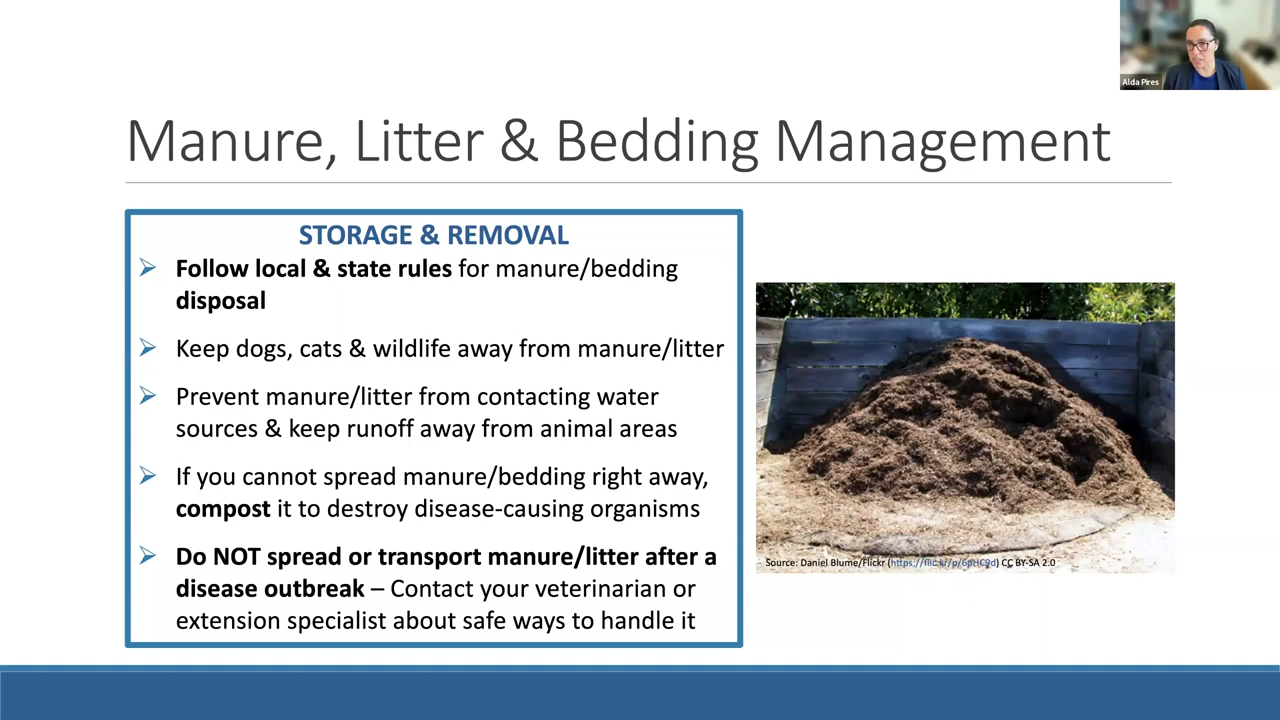 Alda Pires
Manure, Litter & Bedding Management
STORAGE & REMOVAL
Follow local & state rules for manure/bedding
disposal
Keep dogs, cats & wildlife away from manure/litter
Prevent manure/litter from contacting water
sources & keep runoff away from animal areas
If you cannot spread manure/bedding right away,
compost it to destroy disease-causing organisms
Do NOT spread or transport manure/litter after a
disease outbreak – Contact your veterinarian or
extension specialist about safe ways to handle it
Source: Daniel Blume/Flickr (https://flic.kr/p/6pHC9d) CC BY-SA 2.0